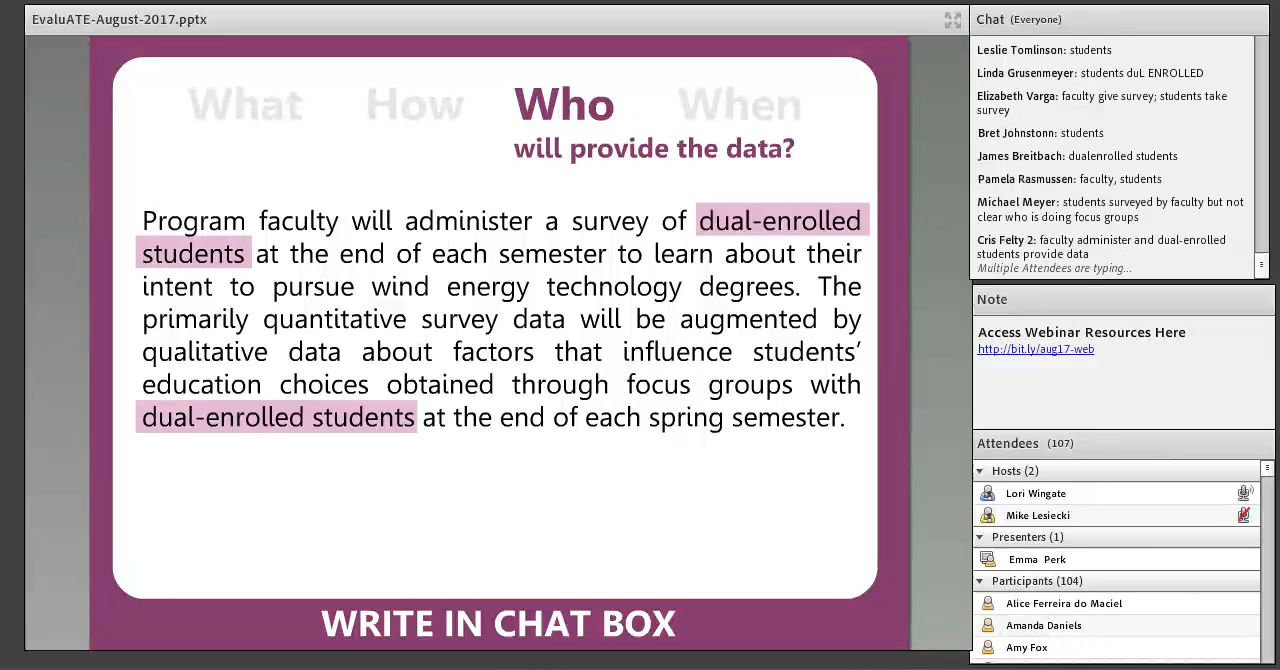 EvaluATE-August-2017.pptx
What How Who When
will provide the data?
Program faculty will administer a survey of dual-enrolled
students at the end of each semester to learn about their
intent to pursue wind energy technology degrees. The
primarily quantitative survey data will be augmented by
qualitative data about factors that influence students’
education choices obtained through focus groups with
dual-enrolled students at the end of each spring semester.
WRITE IN CHAT BOX
Chat (Everyone)
Leslie Tomlinson: students
Linda Grusenmeyer: students duL ENROLLED
Elizabeth Varga: faculty give survey; students take
survey
Bret Johnstonn: students
James Breitbach: dualenrolled students
Pamela Rasmussen: faculty, students
Michael Meyer: students surveyed by faculty but not
clear who is doing focus groups
Cris Felty 2: faculty administer and dual-enrolled
students provide data
Multiple Attendees are typing...
Note
Access Webinar Resources Here
http://bit.ly/aug17-web
Attendees (107)
Hosts (2)
Lori Wingate
Mike Lesiecki
Presenters (1)
Emma Perk
Participants (104)
Alice Ferreira do Maciel
Amanda Daniels
Amy Fox